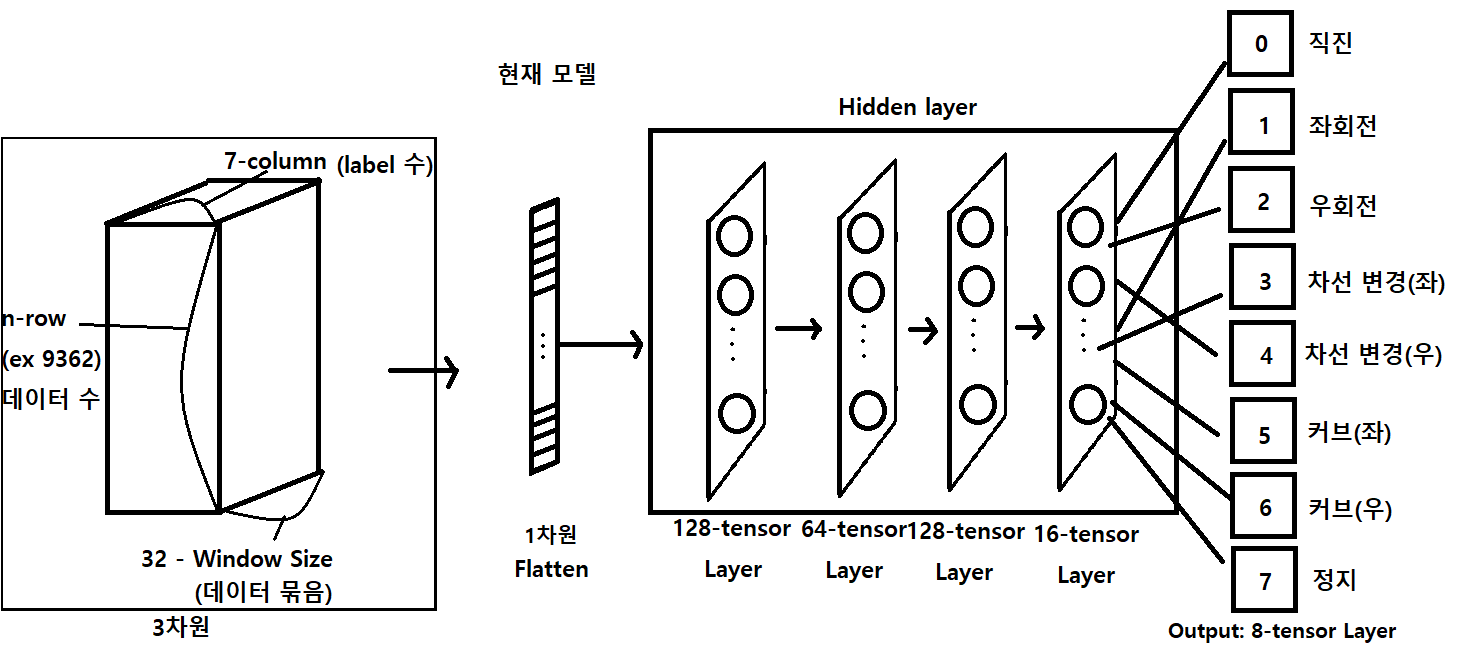 현재 모델
7-column (label 수)
n-row
(ex 9362)
데이터 수
32 - Window Size
(데이터 묶음)
3차원
1차원
Flatten
Hidden layer
128-tensor
Layer
64-tensor
Layer
128-tensor
Layer
16-tensor
Layer
0 직진
1 좌회전
2 우회전
3 차선 변경(좌)
4 차선 변경(우)
5 커브(좌)
6 커브(우)
7 정지
Output: 8-tensor Layer